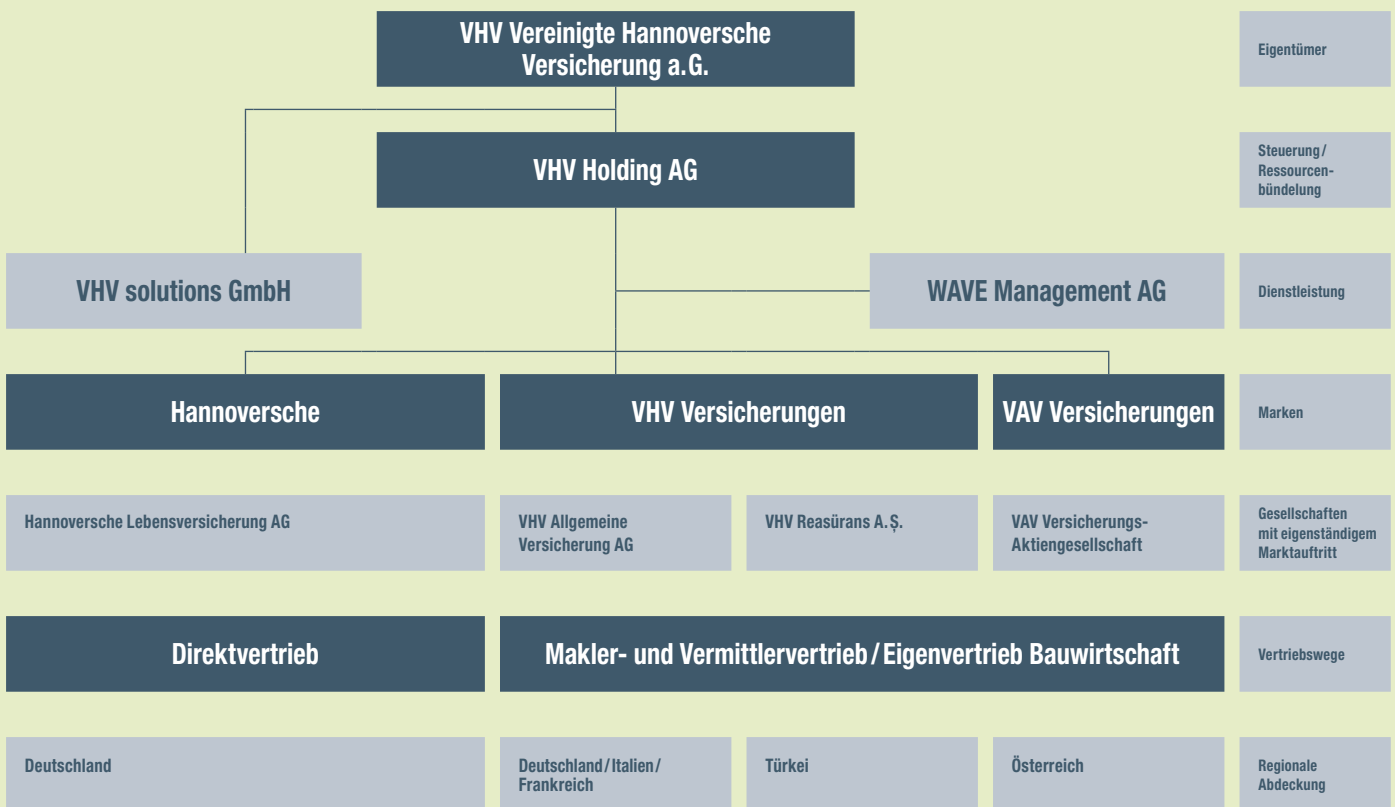 VHV Vereinigte Hannoversche
Versicherung a.G.
Eigentümer
VHV Holding AG
Steuerung/
Ressourcen-
bündelung
VHV solutions GmbH
WAVE Management AG
Dienstleistung
Hannoversche
VHV Versicherungen
VAV Versicherungen
Marken
Hannoversche Lebensversicherung AG
VHV Allgemeine
Versicherung AG
VHV Reasürans A.Ş.
VAV Versicherungs-
Aktiengesellschaft
Gesellschaften
mit eigenständigem
Marktauftritt
Direktvertrieb
Makler- und Vermittlervertrieb/Eigenvertrieb Bauwirtschaft
Vertriebswege
Deutschland
Deutschland/Italien/
Frankreich
Türkei
Österreich
Regionale
Abdeckung